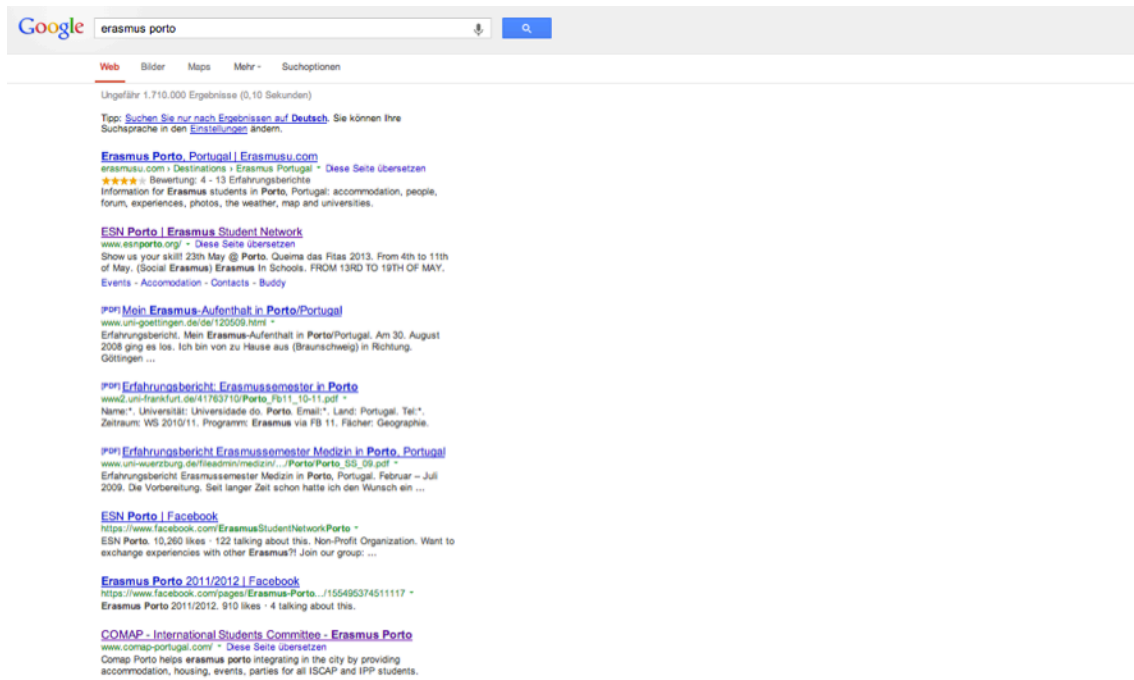 Google erasmus porto
Web Bilder Maps Mehr Suchoptionen
Ungefähr 1.710.000 Ergebnisse (0,10 Sekunden)
Tipp: Suchen Sie nur nach Ergebnissen auf Deutsch. Sie können Ihre
Suchsprache in den Einstellungen ändern.
Erasmus Porto, Portugal | Erasmusu.com
erasmusu.com › Destinations › Erasmus Portugal Diese Seite übersetzen
★★★★ Bewertung: 4 - 13 Erfahrungsberichte
Information for Erasmus students in Porto, Portugal: accommodation, people,
forum, experiences, photos, the weather, map and universities.
ESN Porto | Erasmus Student Network
www.esnporto.org/ Diese Seite übersetzen
Show us your skill! 23th May @ Porto. Queima das Fitas 2013. From 4th to 11th
of May. (Social Erasmus) Erasmus In Schools. FROM 13RD TO 19TH OF MAY.
Events - Accomodation - Contacts - Buddy
[PDF] Mein Erasmus-Aufenthalt in Porto/Portugal
www.uni-goettingen.de/de/120509.html
Erfahrungsbericht. Mein Erasmus-Aufenthalt in Porto/Portugal. Am 30. August
2008 ging es los. Ich bin von zu Hause aus (Braunschweig) in Richtung.
Göttingen ...
[PDF] Erfahrungsbericht: Erasmussemester in Porto
www2.uni-frankfurt.de/41763710/Porto_Fb11_10-11.pdf
Name:*. Universität: Universidade do. Porto. Email:*. Land: Portugal. Tel:*.
Zeitraum: WS 2010/11. Programm: Erasmus via FB 11. Fächer: Geographie.
[PDF] Erfahrungsbericht Erasmussemester Medizin in Porto, Portugal
www.uni-wuerzburg.de/fileadmin/medizin/.../Porto/Porto_SS_09.pdf
Erfahrungsbericht Erasmussemester Medizin in Porto, Portugal. Februar – Juli
2009. Die Vorbereitung. Seit langer Zeit schon hatte ich den Wunsch ein ...
ESN Porto | Facebook
https://www.facebook.com/ErasmusStudentNetworkPorto
ESN Porto. 10,260 likes · 122 talking about this. Non-Profit Organization. Want to
exchange experiencies with other Erasmus?! Join our group: ...
Erasmus Porto 2011/2012 | Facebook
https://www.facebook.com/pages/Erasmus-Porto.../155495374511117
Erasmus Porto 2011/2012. 910 likes · 4 talking about this.
COMAP - International Students Committee - Erasmus Porto
www.comap-portugal.com/ Diese Seite übersetzen
Comap Porto helps erasmus porto integrating in the city by providing
accommodation, housing, events, parties for all ISCAP and IPP students.